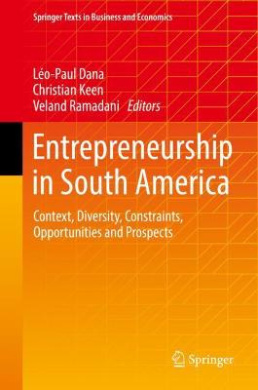 Springer Texts in Business and Economics
Léo-Paul Dana
Christian Keen
Veland Ramadani Editors
Entrepreneurship
in South America
Context, Diversity, Constraints,
Opportunities and Prospects
Springer